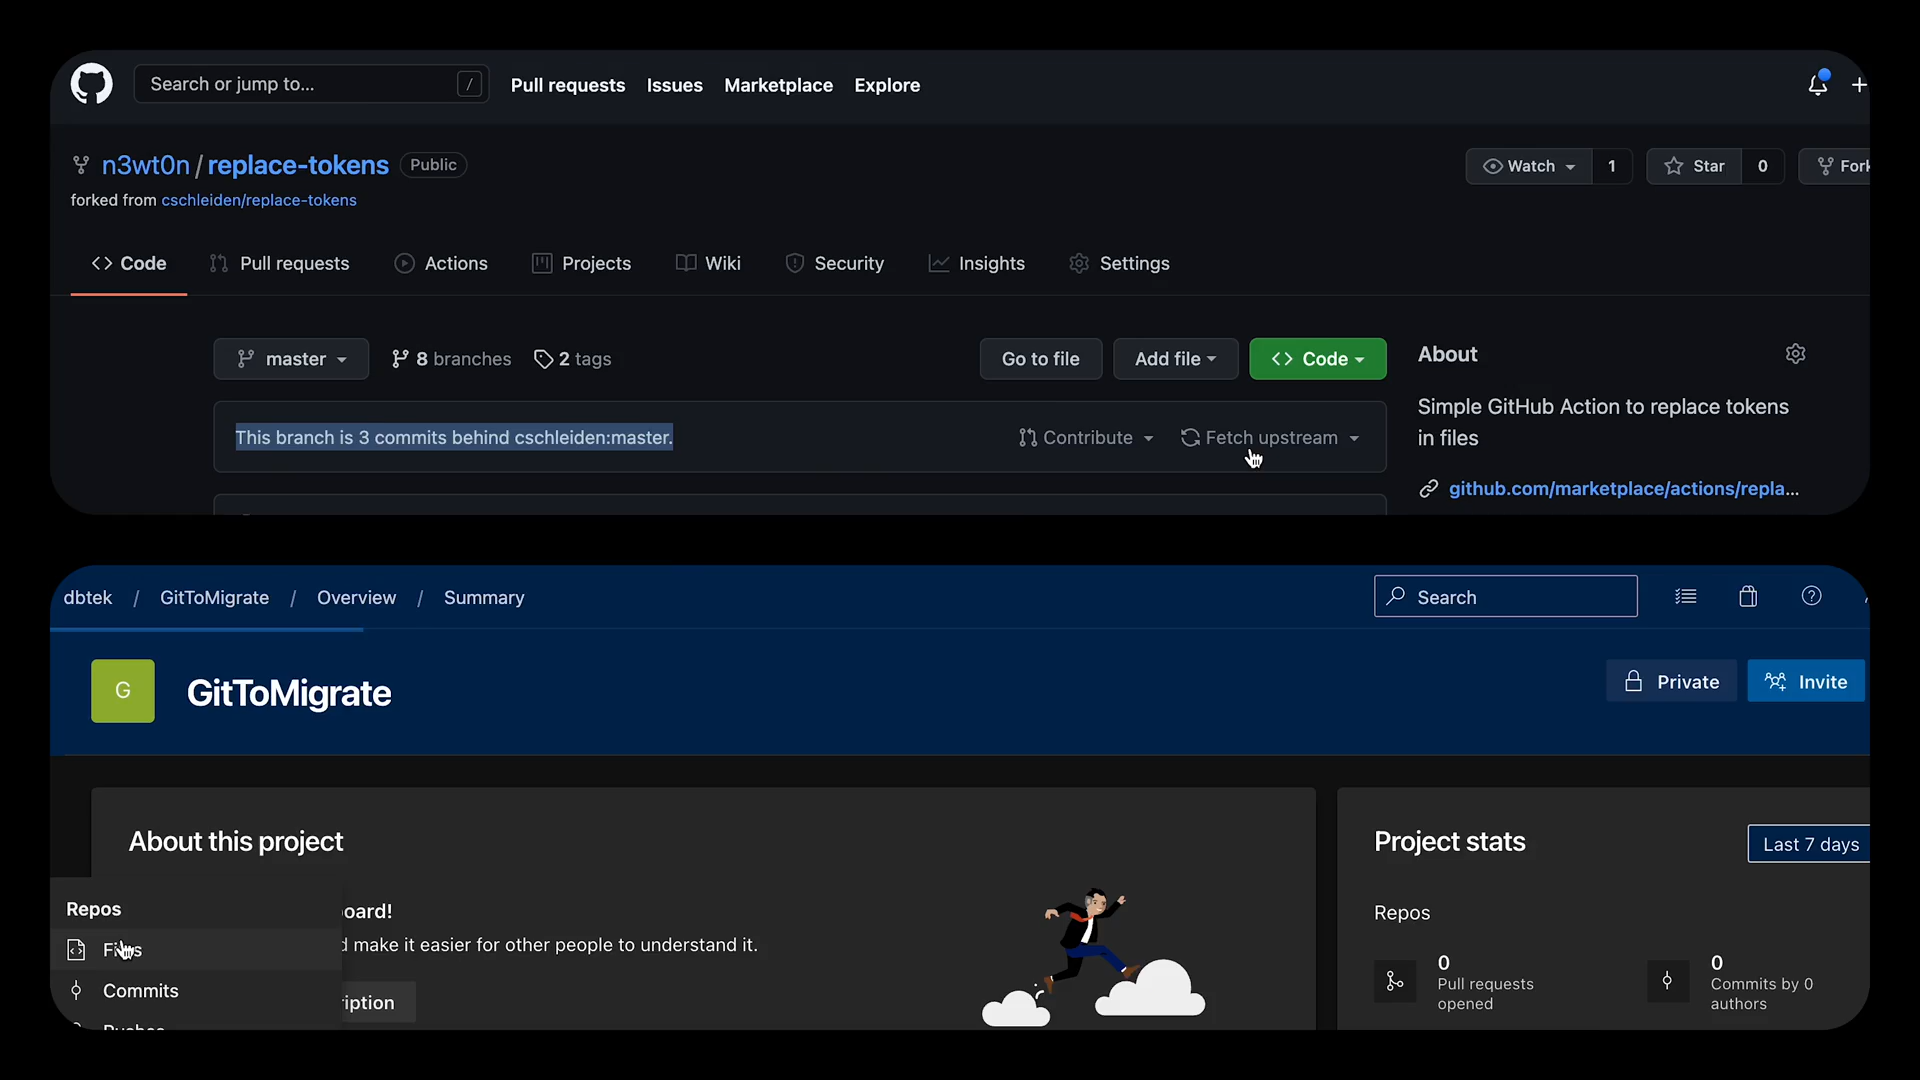 Search or jump to... /
Pull requests Issues Marketplace Explore
n3wt0n / replace-tokens Public
Watch 1 Star 0 Fork
forked from cschleiden/replace-tokens
Code Pull requests Actions Projects Wiki Security Insights Settings
master 8 branches 2 tags Go to file Add file Code
About
This branch is 3 commits behind cschleiden:master. Contribute Fetch upstream
Simple GitHub Action to replace tokens
in files
github.com/marketplace/actions/repla...
dbtek / GitToMigrate / Overview / Summary
Search
G
GitToMigrate
Private Invite
About this project
Project stats
Last 7 days
Repos
oard!
Files
make it easier for other people to understand it.
Commits
ription
Repos
0
Pull requests
opened
0
Commits by 0
authors